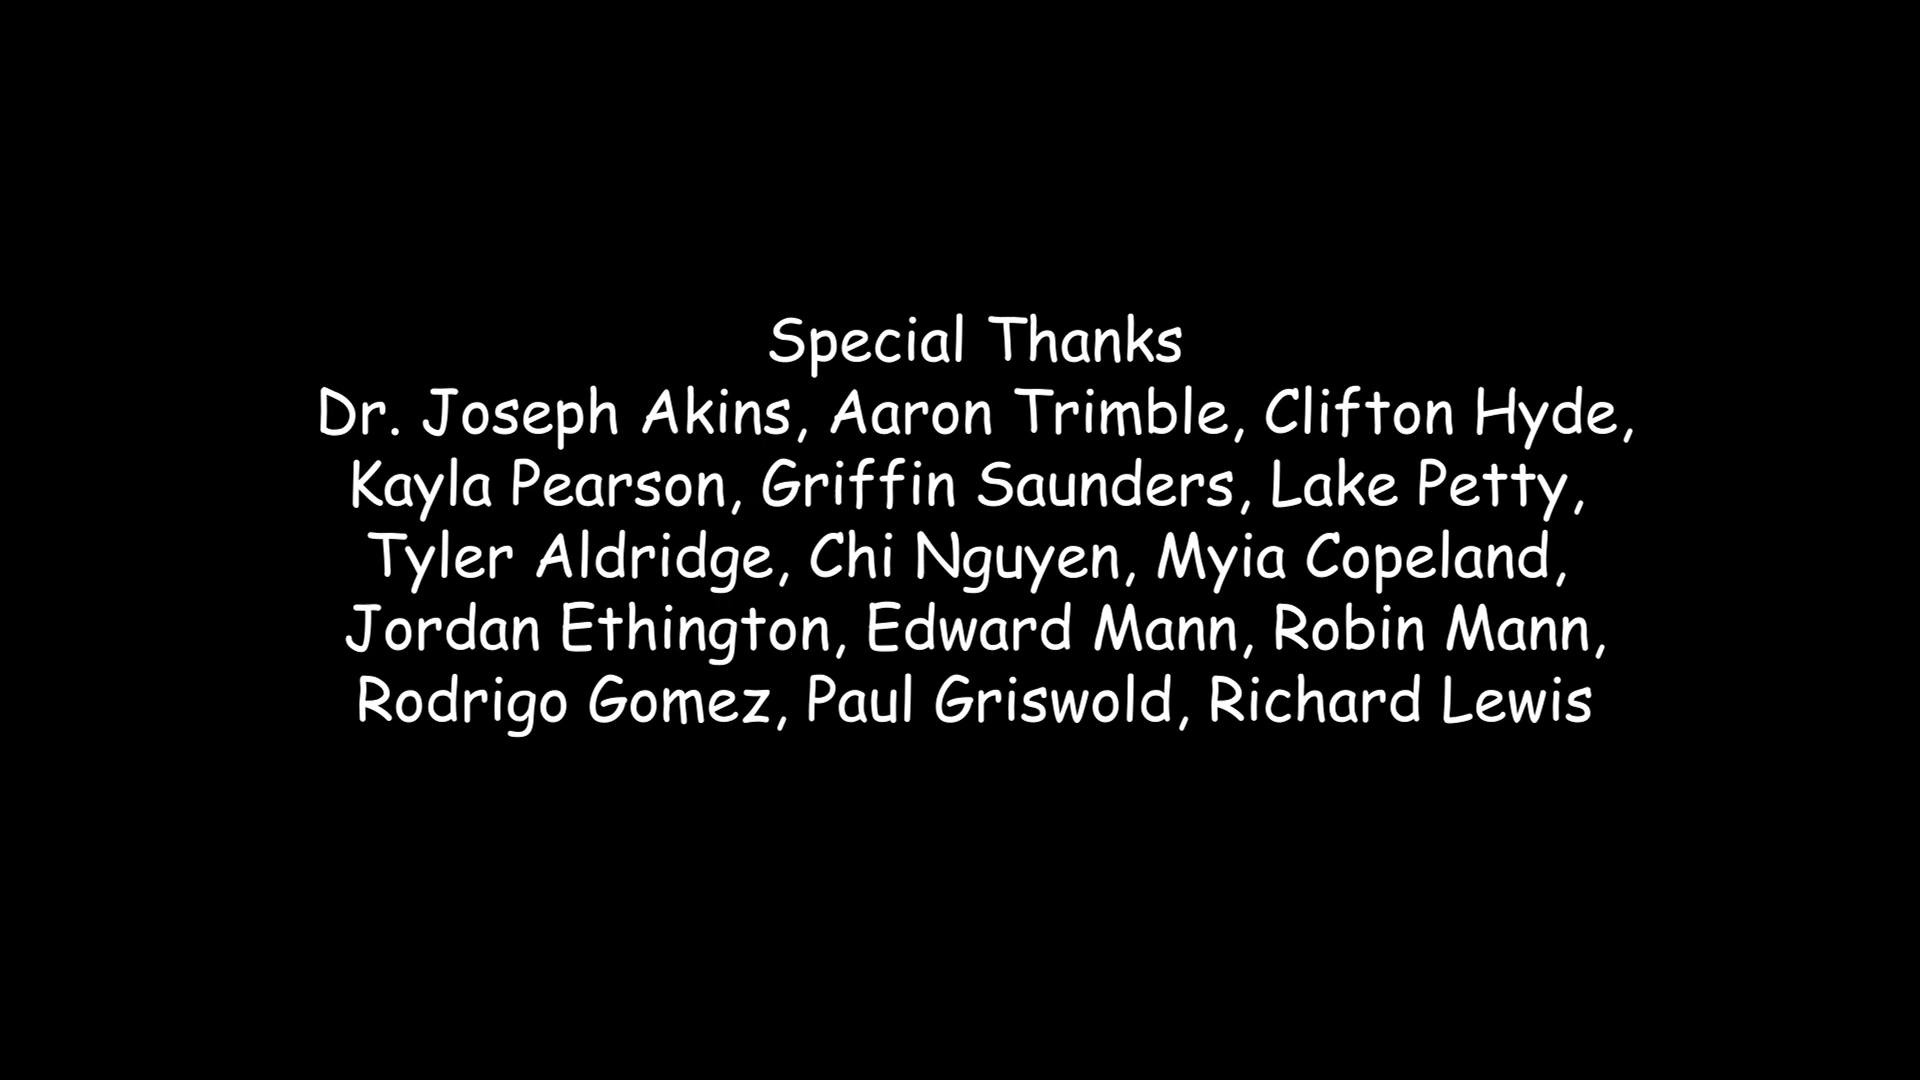 Special Thanks
Dr. Joseph Akins, Aaron Trimble, Clifton Hyde,
Kayla Pearson, Griffin Saunders, Lake Petty,
Tyler Aldridge, Chi Nguyen, Myia Copeland,
Jordan Ethington, Edward Mann, Robin Mann,
Rodrigo Gomez, Paul Griswold, Richard Lewis